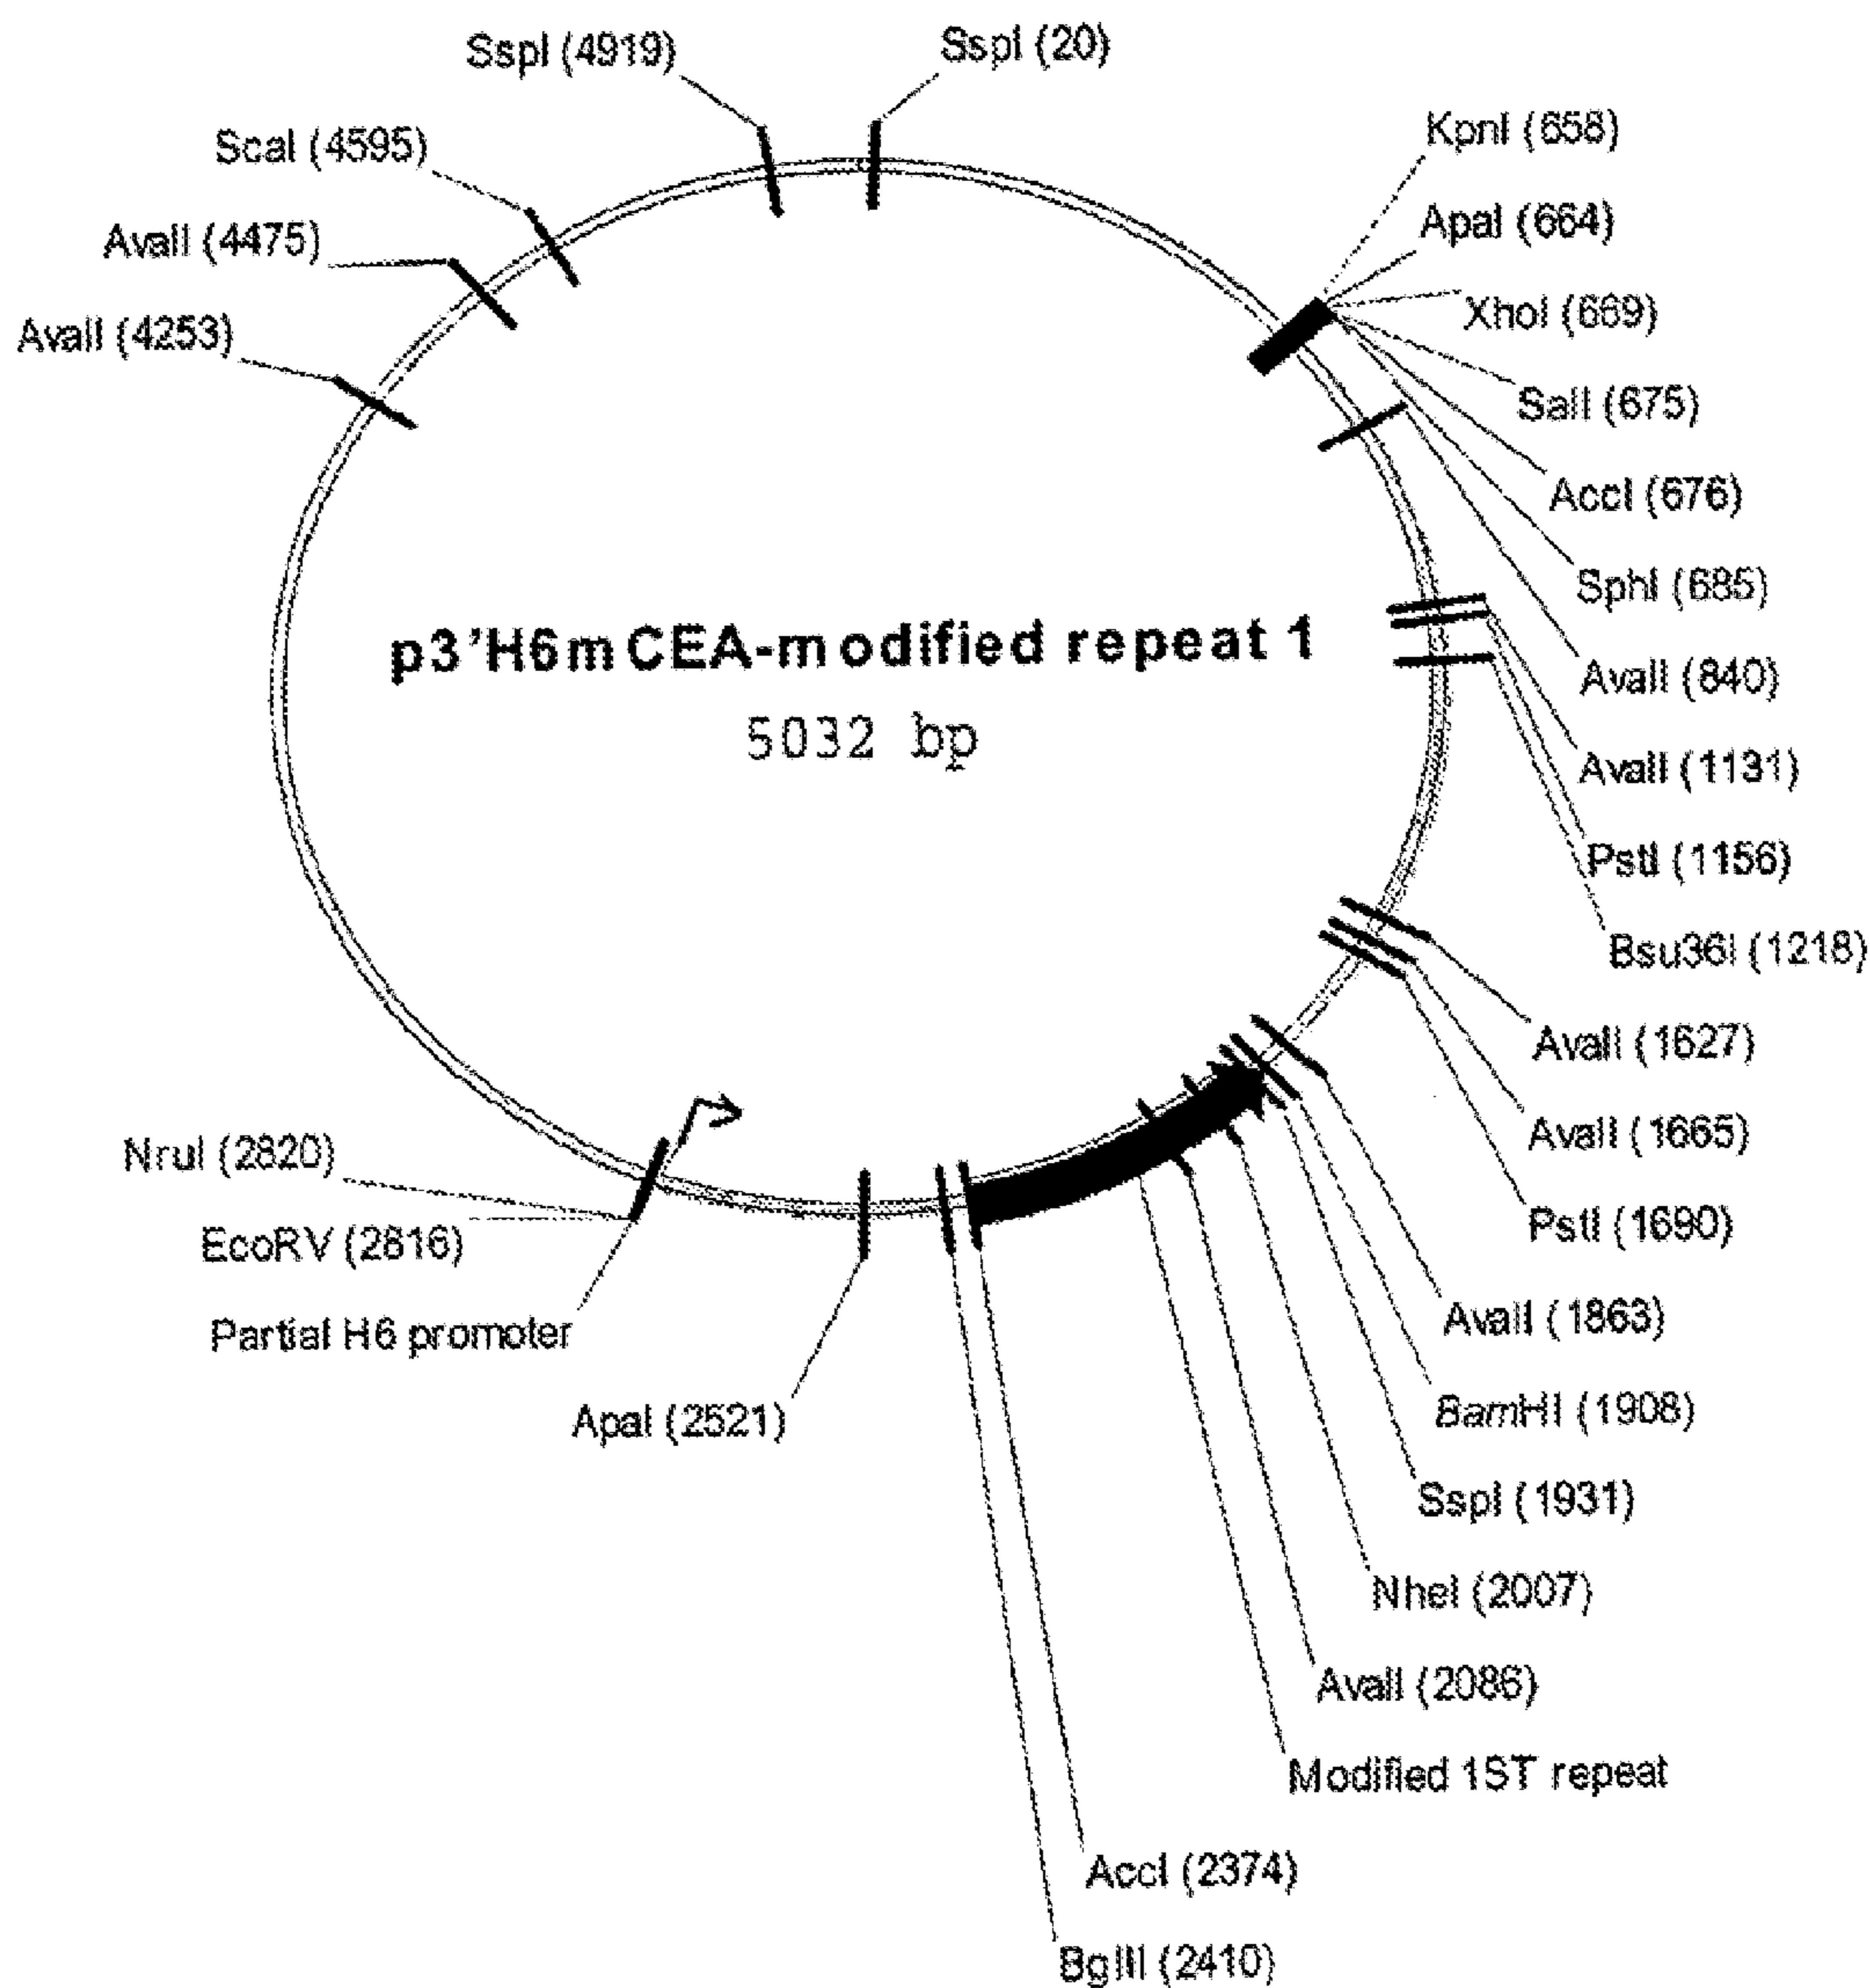 SspI (4919)
SspI (20)
ScaI (4595)
KpnI (658)
AvaII (4475)
ApaI (664)
XhoI (669)
AvaII (4253)
SalI (675)
AccI (676)
SphI (685)
p3'H6mCEA-modified repeat 1
5032 bp
AvaII (840)
AvaII (1131)
PstI (1156)
Bsu36I (1218)
AvaII (1627)
AvaII (1665)
NruI (2820)
PstI (1690)
EcoRV (2816)
AvaII (1863)
Partial H6 promoter
BamHI (1908)
ApaI (2521)
SspI (1931)
NheI (2007)
AvaII (2086)
Modified 1ST repeat
AccI (2374)
BglII (2410)